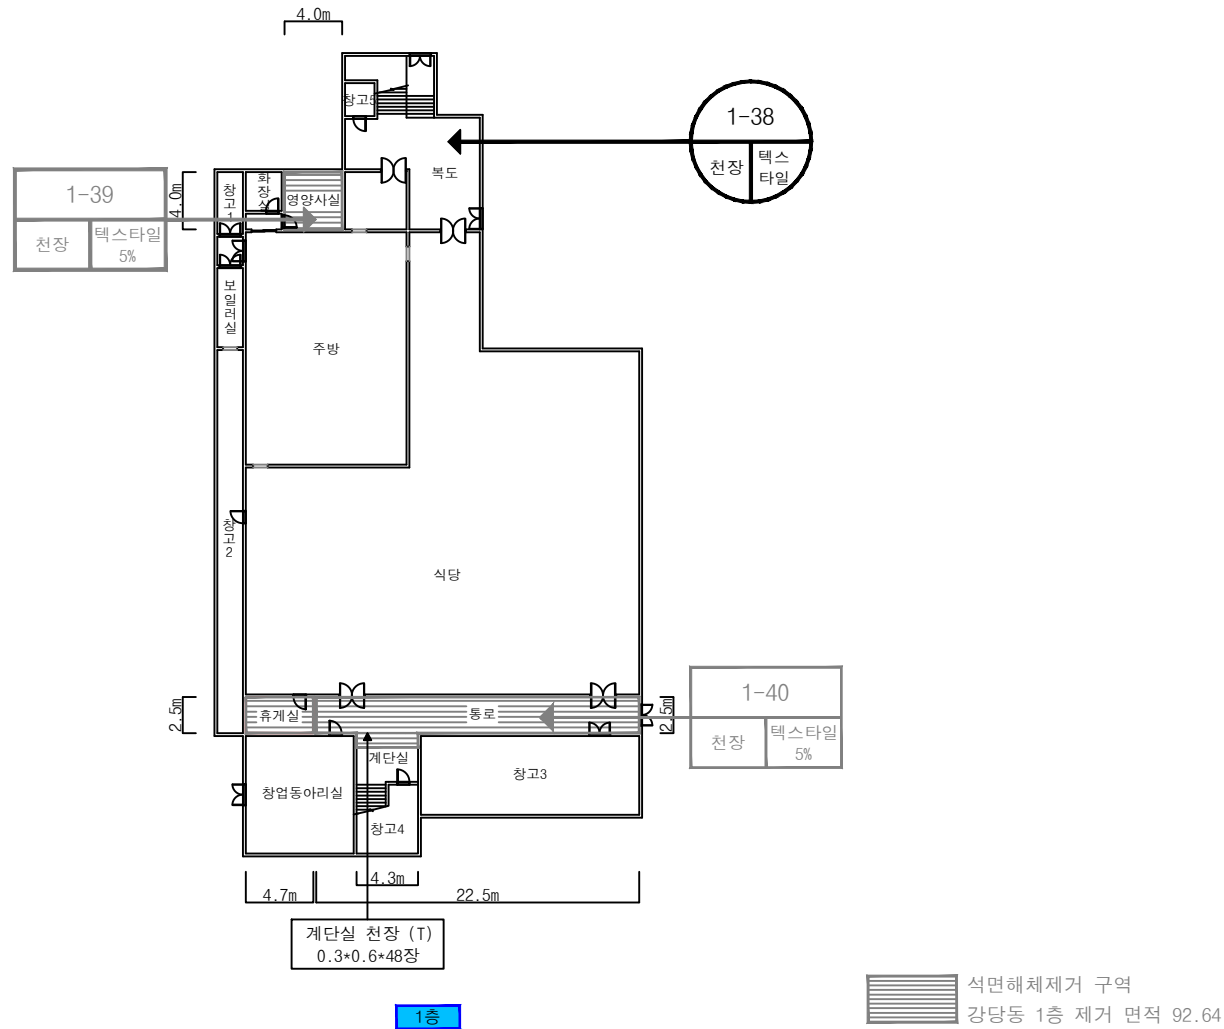 4.0m
창고5
1-38
천장
텍스
타일
복도
1-39
천장
텍스타일
5%
4.0m
창고1
화장실
영양사실
보일러실
주방
창고2
식당
2.5m
휴게실
통로
2.5m
1-40
천장
텍스타일
5%
계단실
창고3
창업동아리실
창고4
4.7m
4.3m
22.5m
계단실 천장 (T)
0.3*0.6*48장
1층
석면해체제거 구역
강당동 1층 제거 면적 92.64